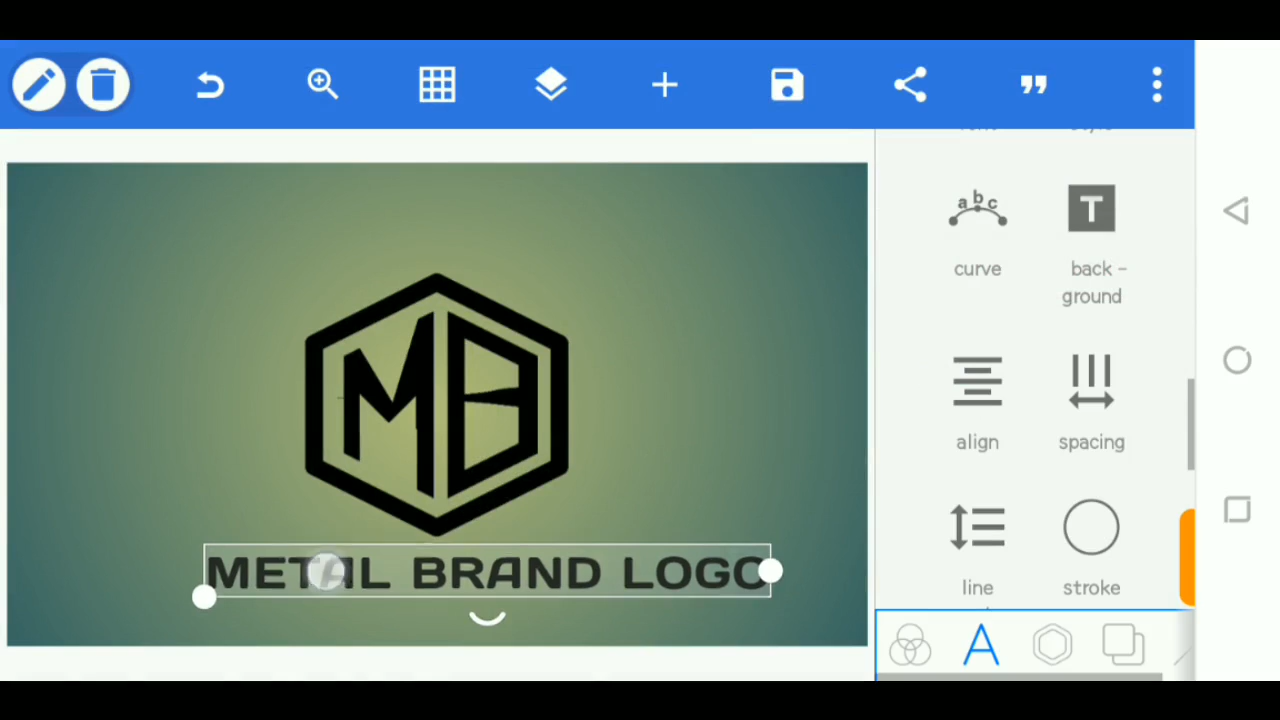 curve
back -
ground
MB
align
spacing
METAL BRAND LOGO
line
stroke